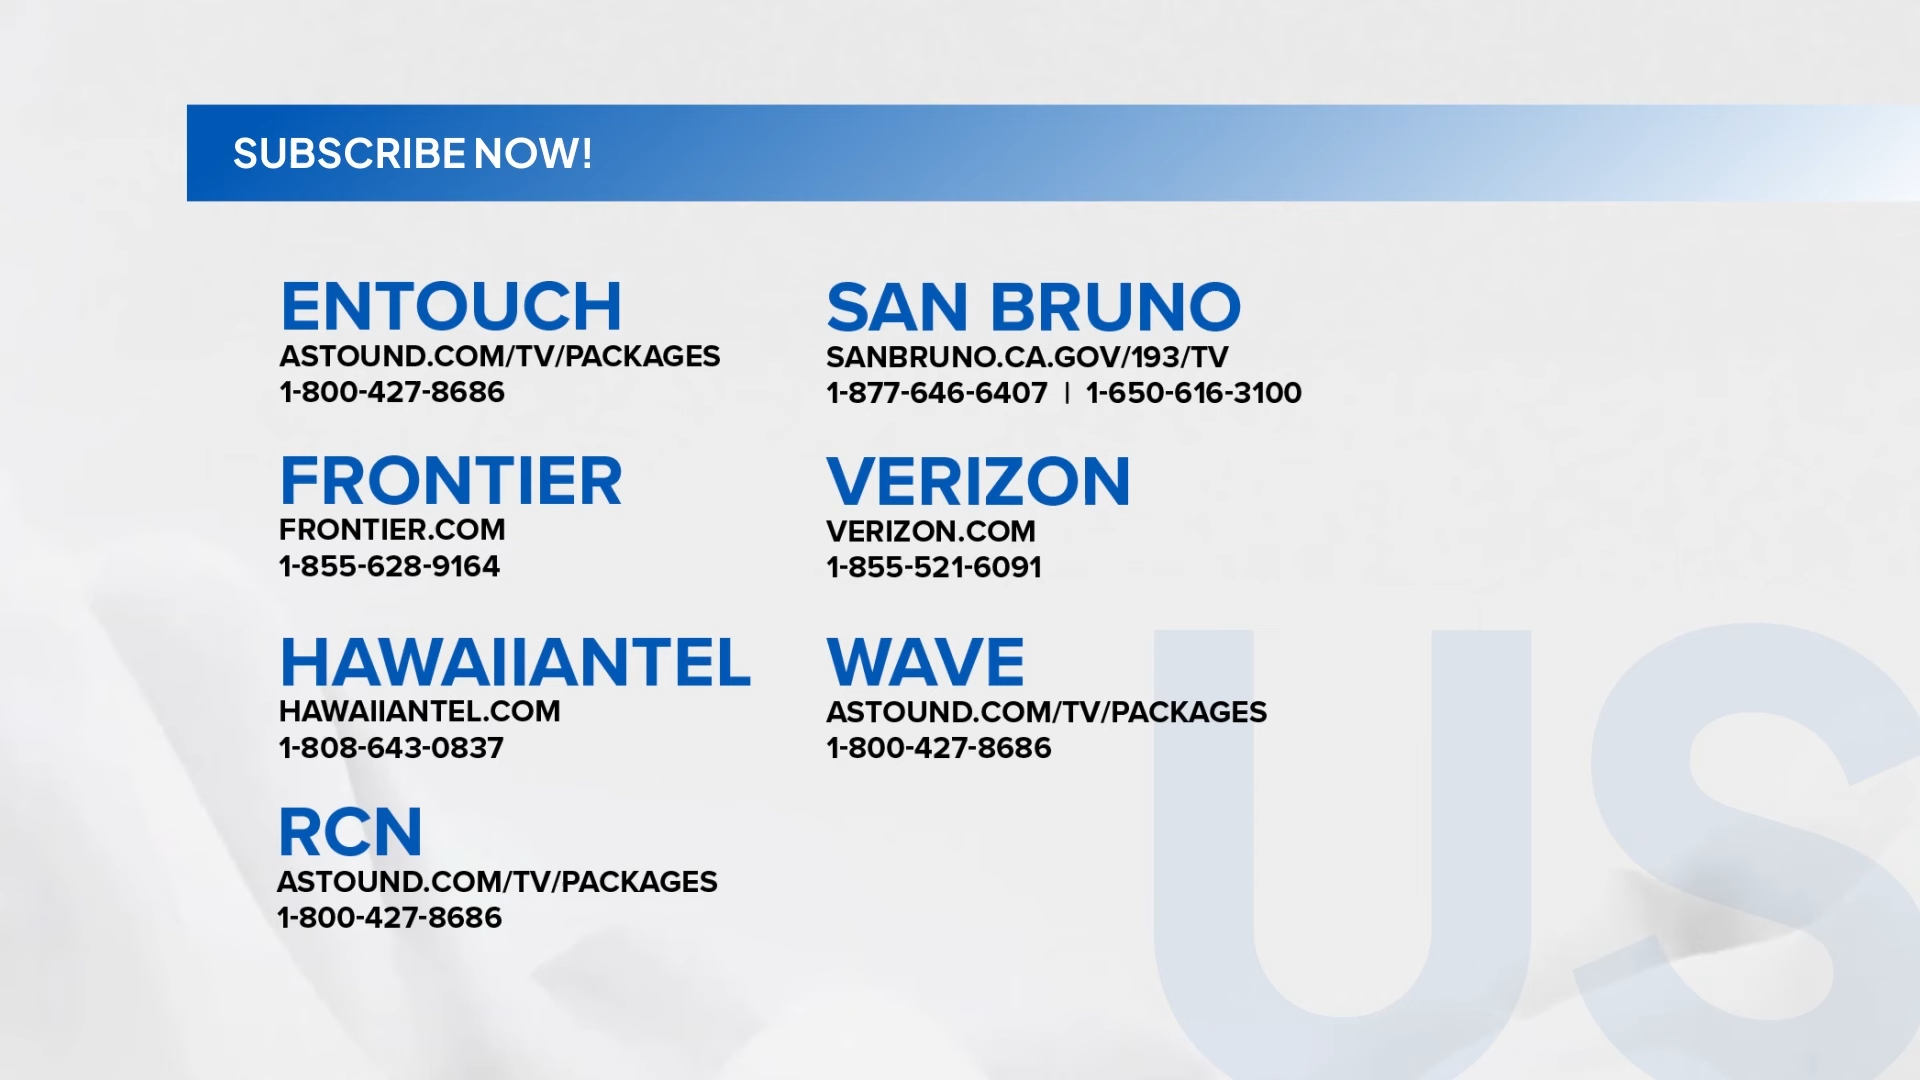 SUBSCRIBE NOW!
ENTOUCH
ASTOUND.COM/TV/PACKAGES
1-800-427-8686
FRONTIER
FRONTIER.COM
1-855-628-9164
HAWAIIANTEL
HAWAIIANTEL.COM
1-808-643-0837
RCN
ASTOUND.COM/TV/PACKAGES
1-800-427-8686
SAN BRUNO
SANBRUNO.CA.GOV/193/TV
1-877-646-6407 | 1-650-616-3100
VERIZON
VERIZON.COM
1-855-521-6091
WAVE
ASTOUND.COM/TV/PACKAGES
1-800-427-8686
US